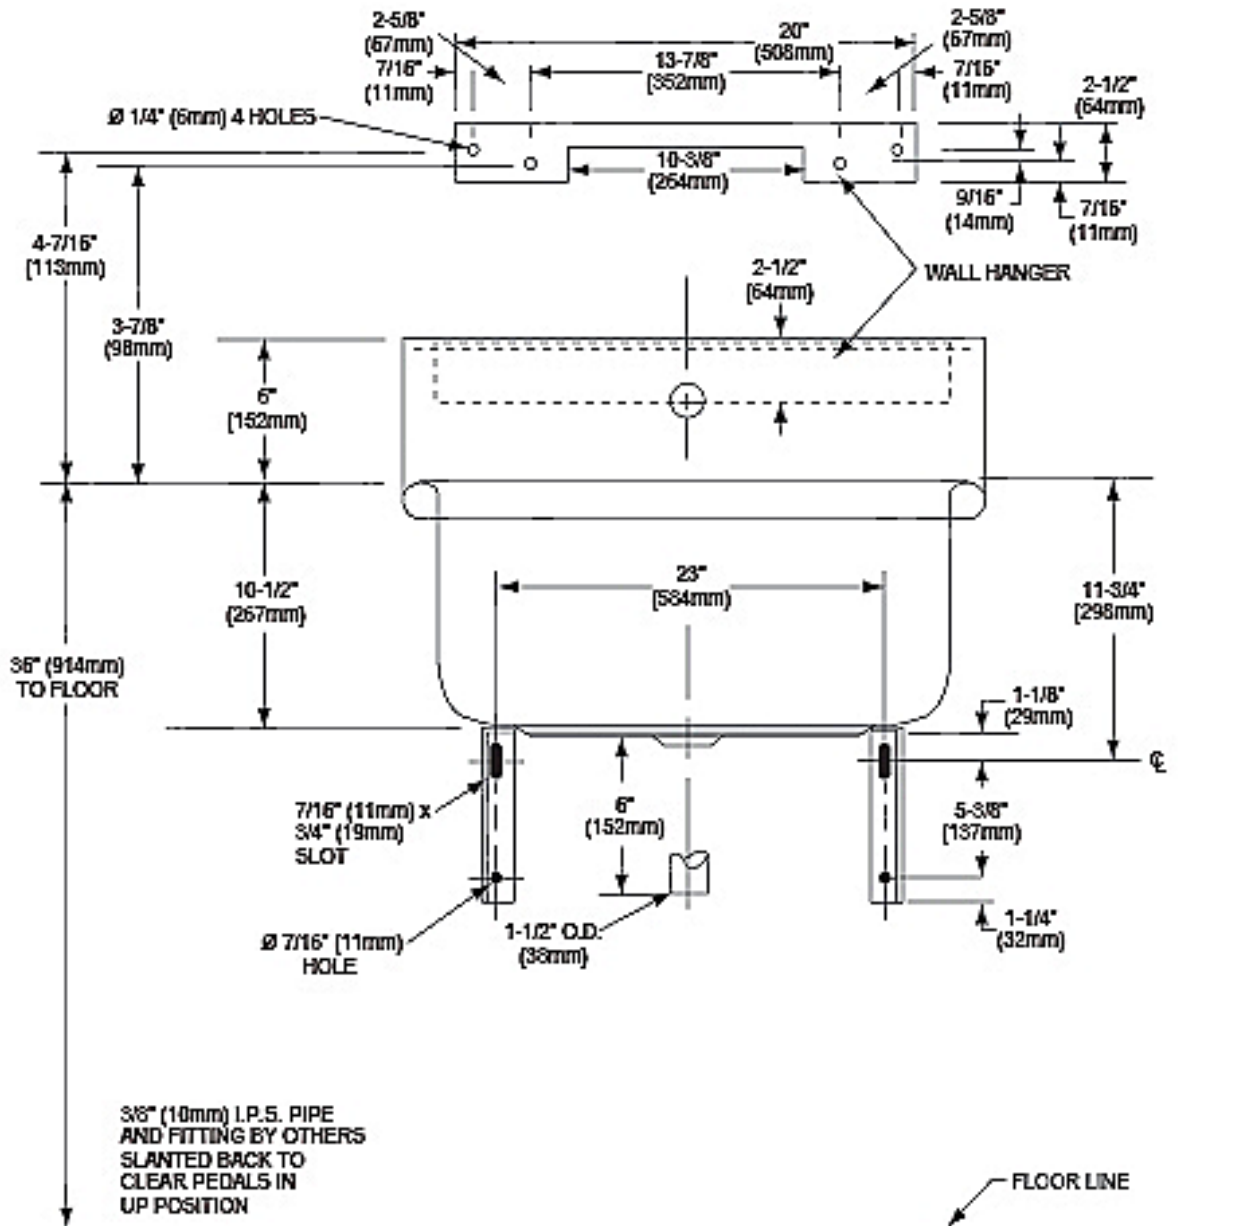 2-5/8"
(67mm)
20"
(508mm)
2-5/8"
(67mm)
7/16"
(11mm)
13-7/8"
[352mm)
7/16"
(11mm)
2-1/2"
(64mm)
Ø 1/4" (6mm) 4 HOLES
10-3/8"
(264mm)
9/16"
(14mm)
7/16"
(11mm)
4-7/16"
[113mm)
2-1/2"
[64mm)
WALL HANGER
3-7/8"
(98mm)
6"
[152mm)
23"
[584mm)
10-1/2"
(267mm)
11-3/4"
[298mm)
36" (914mm)
TO FLOOR
1-1/8"
(29mm)
℄
7/16" (11mm) x
3/4" (19mm)
SLOT
6"
(152mm)
5-3/8"
[137mm)
Ø 7/16" [11mm)
HOLE
1-1/2" O.D.
(38mm)
1-1/4"
(32mm)
3/8" (10mm) I.P.S. PIPE
AND FITTING BY OTHERS
SLANTED BACK TO
CLEAR PEDALS IN
UP POSITION
FLOOR LINE